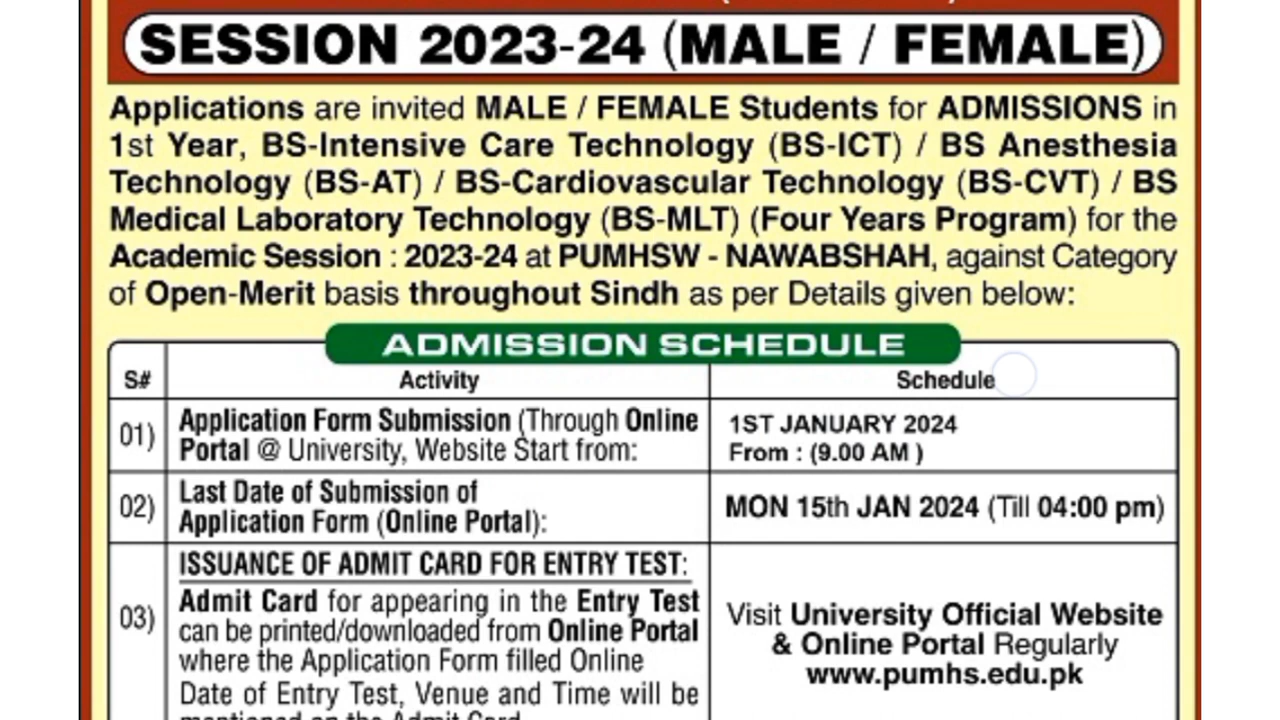 SESSION 2023-24 (MALE / FEMALE)
Applications are invited MALE / FEMALE Students for ADMISSIONS in
1st Year, BS-Intensive Care Technology (BS-ICT) / BS Anesthesia
Technology (BS-AT) / BS-Cardiovascular Technology (BS-CVT) / BS
Medical Laboratory Technology (BS-MLT) (Four Years Program) for the
Academic Session : 2023-24 at PUMHSW - NAWABSHAH, against Category
of Open-Merit basis throughout Sindh as per Details given below:
ADMISSION SCHEDULE
S# Activity Schedule
01) Application Form Submission (Through Online
Portal @ University, Website Start from:
1ST JANUARY 2024
From : (9.00 AM )
02) Last Date of Submission of
Application Form (Online Portal):
MON 15th JAN 2024 (Till 04:00 pm)
03) ISSUANCE OF ADMIT CARD FOR ENTRY TEST:
Admit Card for appearing in the Entry Test
can be printed/downloaded from Online Portal
where the Application Form filled Online
Date of Entry Test, Venue and Time will be
mentioned on the Admit Card
Visit University Official Website
& Online Portal Regularly
www.pumhs.edu.pk